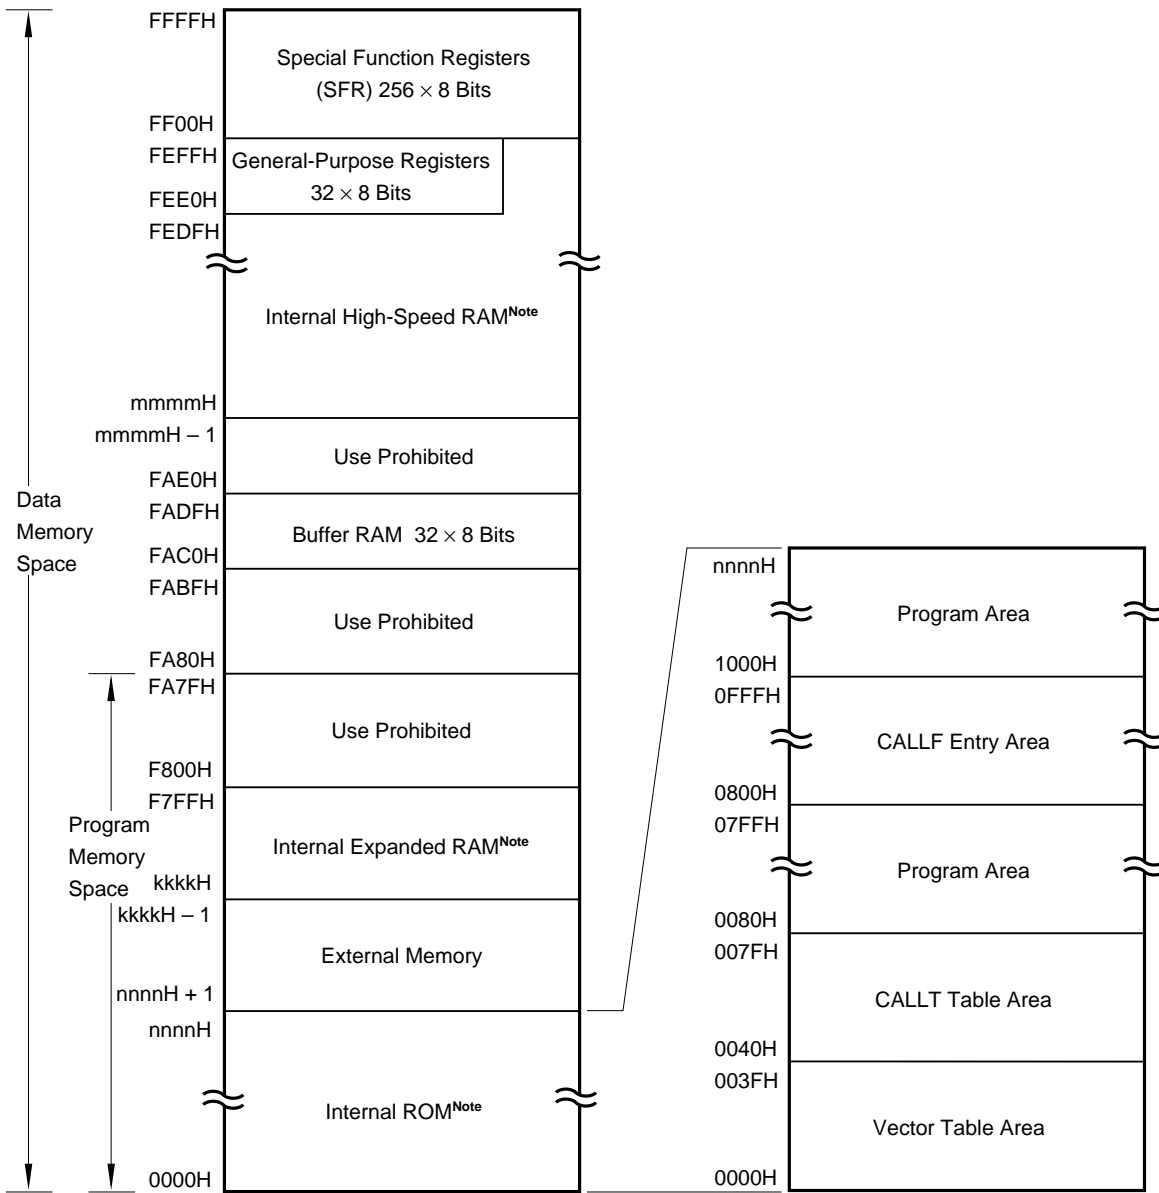 FFFFH
Special Function Registers
(SFR) 256 × 8 Bits
FF00H
FEFFH
General-Purpose Registers
32 × 8 Bits
FEE0H
FEDFH
Internal High-Speed RAMNote
mmmmH
mmmmH – 1
Use Prohibited
FAE0H
FADFH
Buffer RAM 32 × 8 Bits
FAC0H
FABFH
Use Prohibited
FA80H
FA7FH
Use Prohibited
F800H
F7FFH
Internal Expanded RAMNote
kkkkH
kkkkH – 1
External Memory
nnnnH + 1
nnnnH
Internal ROMNote
0000H
Data
Memory
Space
Program
Memory
Space
nnnnH
Program Area
1000H
0FFFH
CALLF Entry Area
0800H
07FFH
Program Area
0080H
007FH
CALLT Table Area
0040H
003FH
Vector Table Area
0000H